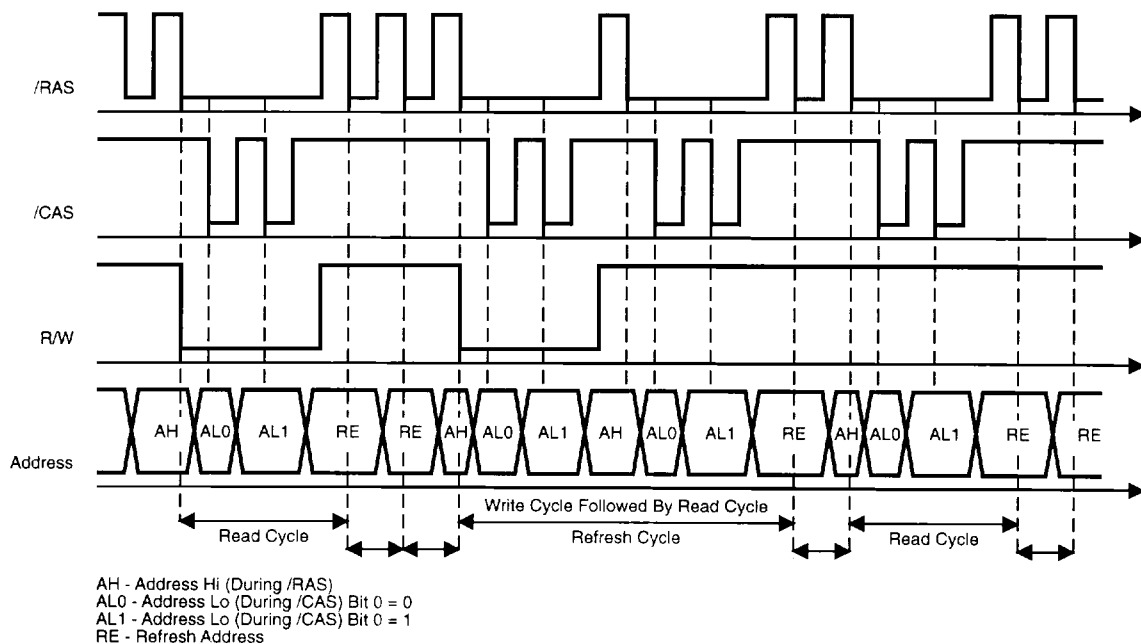 /RAS
/CAS
R/W
Address
AH AL0 AL1 RE RE AH AL0 AL1 AH AL0 AL1 RE AH AL0 AL1 RE RE
Write Cycle Followed By Read Cycle
Read Cycle Refresh Cycle Read Cycle
AH - Address Hi (During /RAS)
AL0 - Address Lo (During /CAS) Bit 0 = 0
AL1 - Address Lo (During /CAS) Bit 0 = 1
RE - Refresh Address